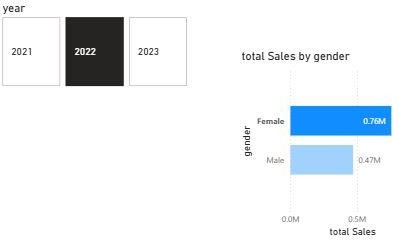 year
2021 2022 2023
total Sales by gender
gender
Female 0.76M
Male 0.47M
0.0M 0.5M
total Sales